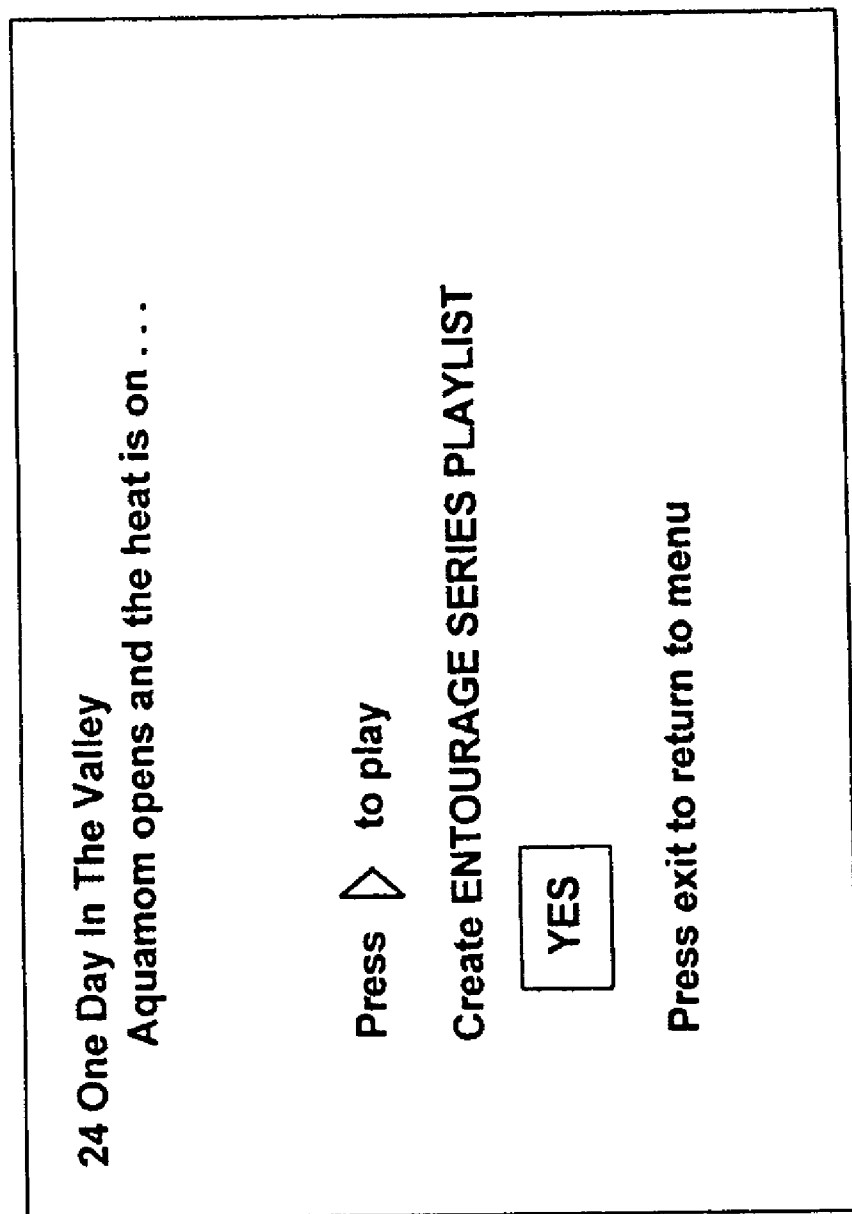 24 One Day In The Valley
Aquamom opens and the heat is on . . .
Press ▷ to play
Create ENTOURAGE SERIES PLAYLIST
YES
Press exit to return to menu